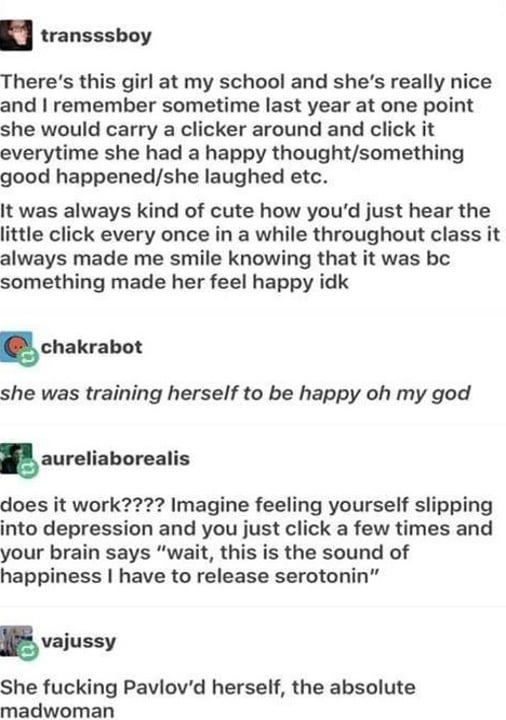 transssboy
There's this girl at my school and she's really nice
and I remember sometime last year at one point
she would carry a clicker around and click it
everytime she had a happy thought/something
good happened/she laughed etc.
It was always kind of cute how you'd just hear the
little click every once in a while throughout class it
always made me smile knowing that it was bc
something made her feel happy idk
chakrabot
she was training herself to be happy oh my god
aureliaborealis
does it work???? Imagine feeling yourself slipping
into depression and you just click a few times and
your brain says "wait, this is the sound of
happiness I have to release serotonin"
vajussy
She fucking Pavlov'd herself, the absolute
madwoman